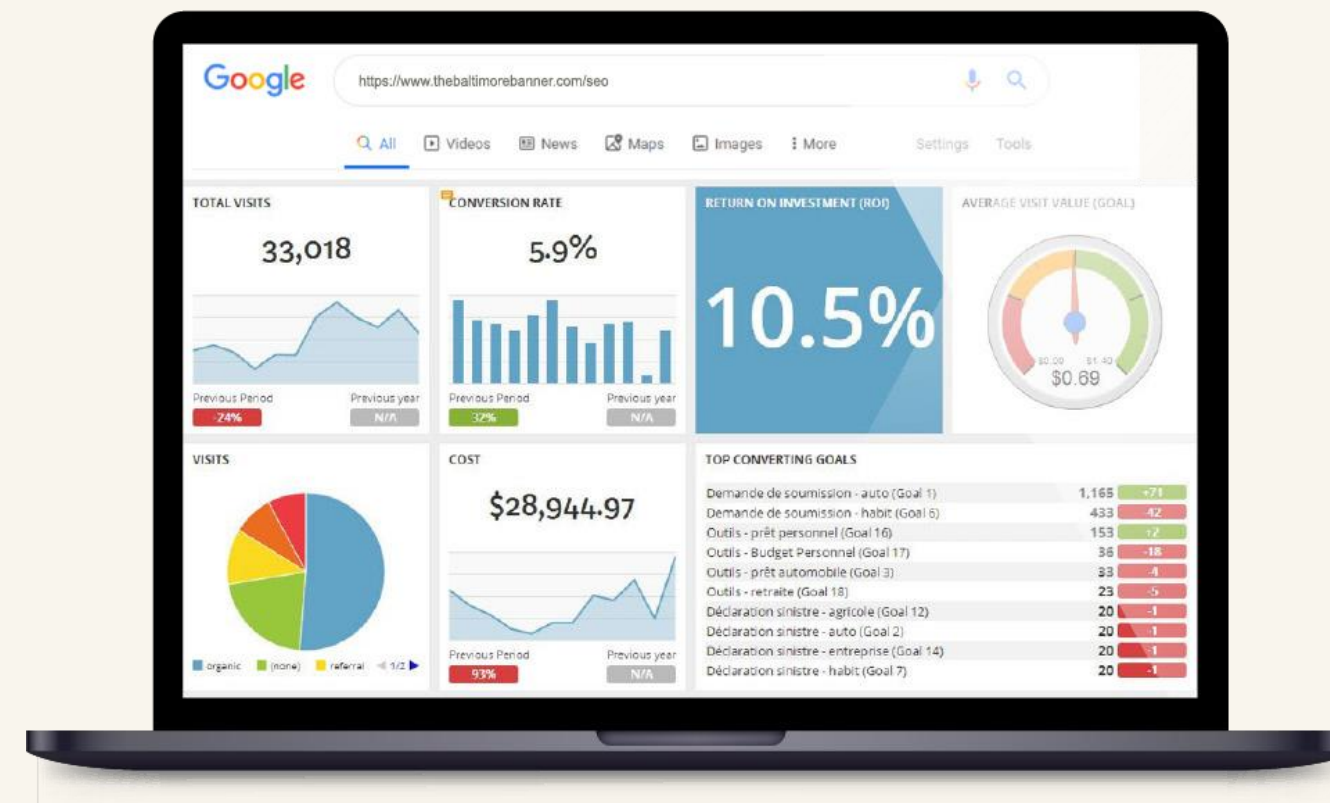 Google
https://www.thebaltimorebanner.com/seo
All Videos News Maps Images More Settings Tools
TOTAL VISITS
33,018
Previous Period Previous year
-24% N/A
CONVERSION RATE
5.9%
Previous Period Previous year
32% N/A
RETURN ON INVESTMENT (ROI)
10.5%
AVERAGE VISIT VALUE (GOAL)
$0.00 $1.40
$0.69
VISITS
organic (none) referral 1/2
COST
$28,944.97
Previous Period Previous year
93% N/A
TOP CONVERTING GOALS
Demande de soumission - auto (Goal 1) 1,165 +71
Demande de soumission - habit (Goal 6) 433 -42
Outils - prêt personnel (Goal 16) 153 +2
Outils - Budget Personnel (Goal 17) 36 -18
Outils - prêt automobile (Goal 3) 33 -4
Outils - retraite (Goal 18) 23 -5
Déclaration sinistre - agricole (Goal 12) 20 -1
Déclaration sinistre - auto (Goal 2) 20 -1
Déclaration sinistre - entreprise (Goal 14) 20 -1
Déclaration sinistre - habit (Goal 7) 20 -1